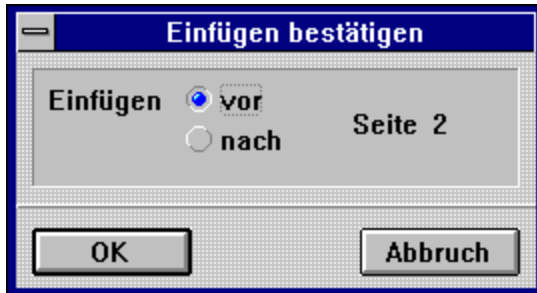 Einfügen bestätigen
Einfügen vor
nach
Seite 2
OK
Abbruch